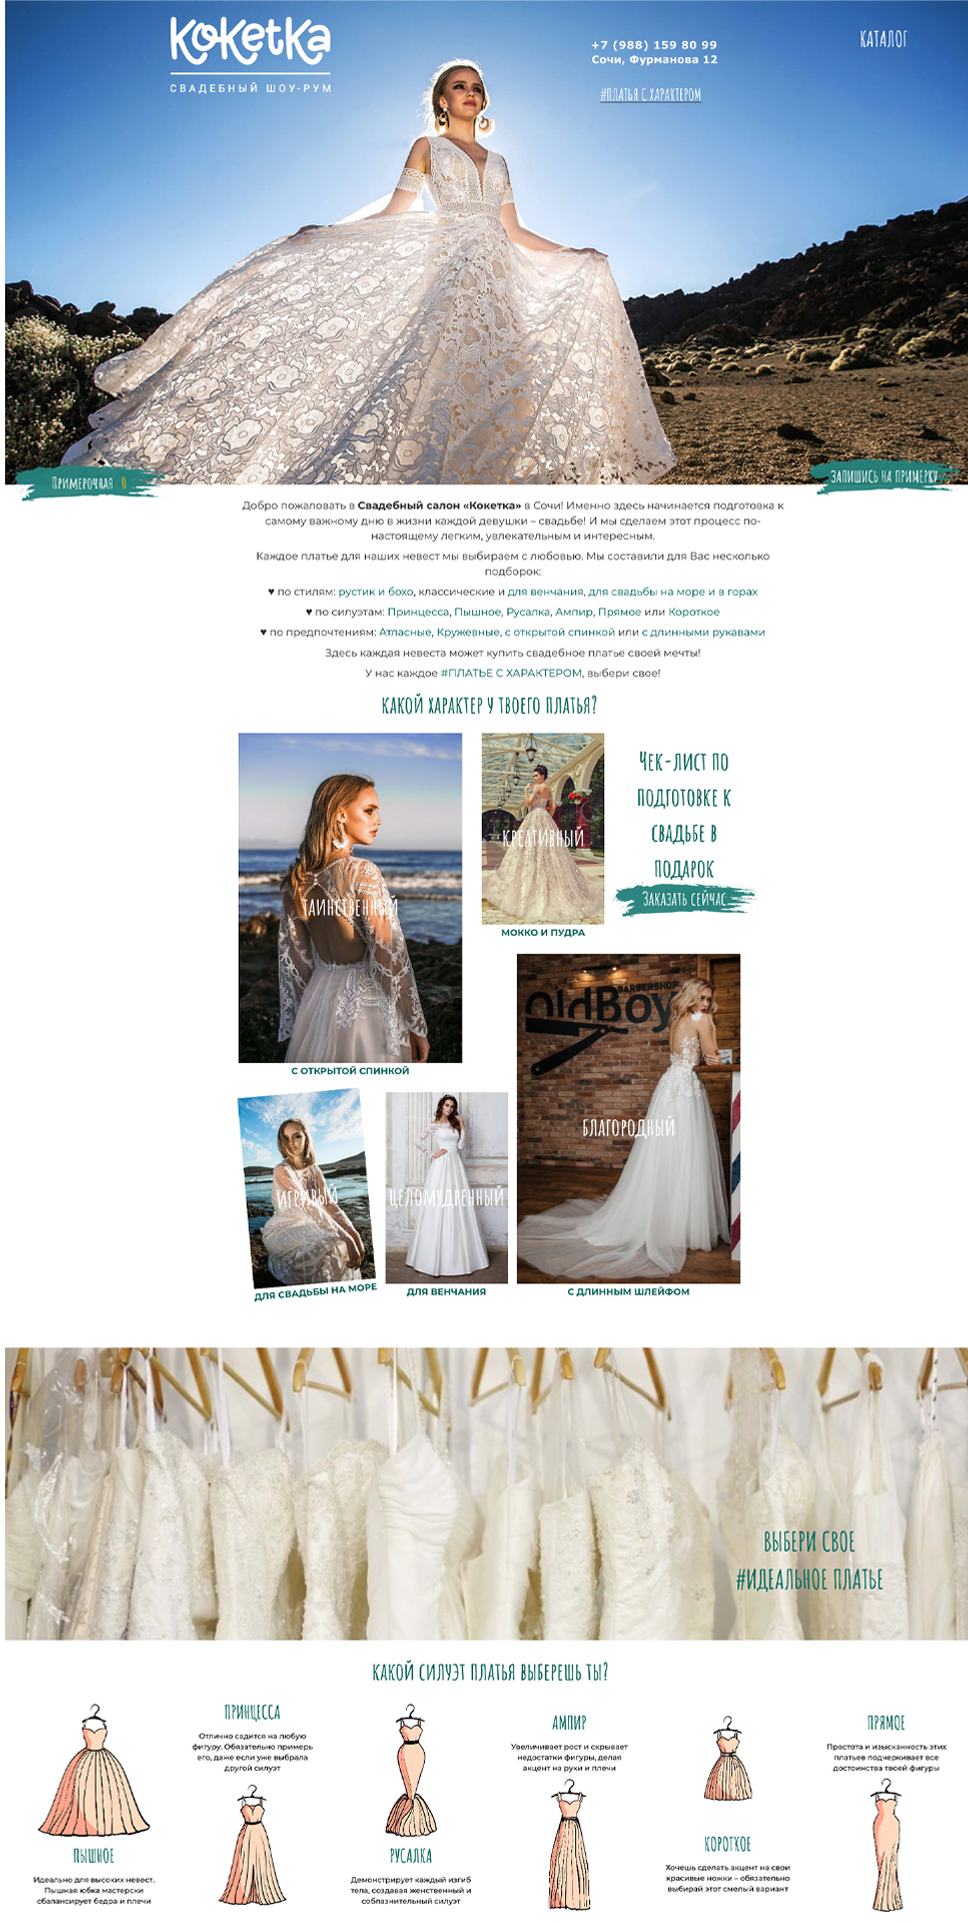 Кокетка
СВАДЕБНЫЙ ШОУ-РУМ
+7 (988) 159 80 99
Сочи, Фурманова 12
#ПЛАТЬЯ С ХАРАКТЕРОМ
КАТАЛОГ
Примерочная 0
Запишись на примерку
Добро пожаловать в Свадебный салон «Кокетка» в Сочи! Именно здесь начинается подготовка к
самому важному дню в жизни каждой девушки – свадьбе! И мы сделаем этот процесс по-
настоящему легким, увлекательным и интересным.
Каждое платье для наших невест мы выбираем с любовью. Мы составили для Вас несколько
подборок:
♥ по стилям: рустик и бохо, классические и для венчания, для свадьбы на море и в горах
♥ по силуэтам: Принцесса, Пышное, Русалка, Ампир, Прямое или Короткое
♥ по предпочтениям: Атласные, Кружевные, с открытой спинкой или с длинными рукавами
Здесь каждая невеста может купить свадебное платье своей мечты!
У нас каждое #ПЛАТЬЕ С ХАРАКТЕРОМ, выбери свое!
КАКОЙ ХАРАКТЕР У ТВОЕГО ПЛАТЬЯ?
ТАИНСТВЕННЫЙ
С ОТКРЫТОЙ СПИНКОЙ
КРЕАТИВНЫЙ
МОККО И ПУДРА
Чек-лист по
подготовке к
свадьбе в
подарок
Заказать сейчас
BARBERSHOP
OldBoy
БЛАГОРОДНЫЙ
С ДЛИННЫМ ШЛЕЙФОМ
ИГРИВЫЙ
ДЛЯ СВАДЬБЫ НА МОРЕ
ЦЕЛОМУДРЕННЫЙ
ДЛЯ ВЕНЧАНИЯ
ВЫБЕРИ СВОЕ
#ИДЕАЛЬНОЕ ПЛАТЬЕ
КАКОЙ СИЛУЭТ ПЛАТЬЯ ВЫБЕРЕШЬ ТЫ?
ПЫШНОЕ
Идеально для высоких невест.
Пышная юбка мастерски
сбалансирует бедра и плечи
ПРИНЦЕССА
Отлично садится на любую
фигуру. Обязательно примерь
его, даже если уже выбрала
другой силуэт
РУСАЛКА
Демонстрирует каждый изгиб
тела, создавая женственный и
соблазнительный силуэт
АМПИР
Увеличивает рост и скрывает
недостатки фигуры, делая
акцент на руки и плечи
КОРОТКОЕ
Хочешь сделать акцент на свои
красивые ножки – обязательно
выбирай этот смелый вариант
ПРЯМОЕ
Простота и изысканность этих
платьев подчеркивает все
достоинства твоей фигуры